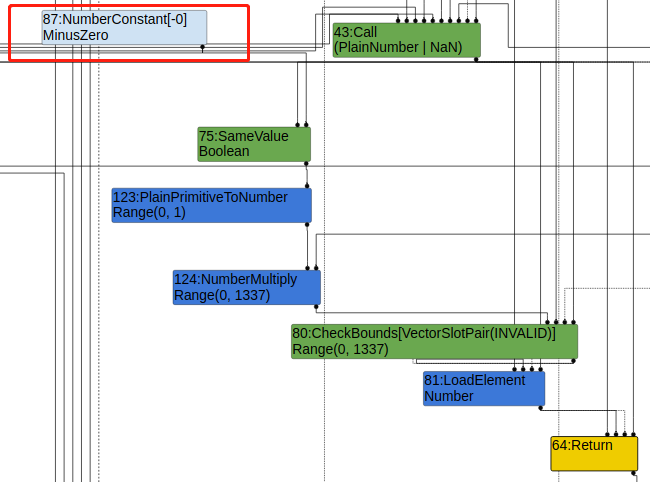 87:NumberConstant[-0]
MinusZero
43:Call
(PlainNumber | NaN)
75:SameValue
Boolean
123:PlainPrimitiveToNumber
Range(0, 1)
124:NumberMultiply
Range(0, 1337)
80:CheckBounds[VectorSlotPair(INVALID)]
Range(0, 1337)
81:LoadElement
Number
64:Return